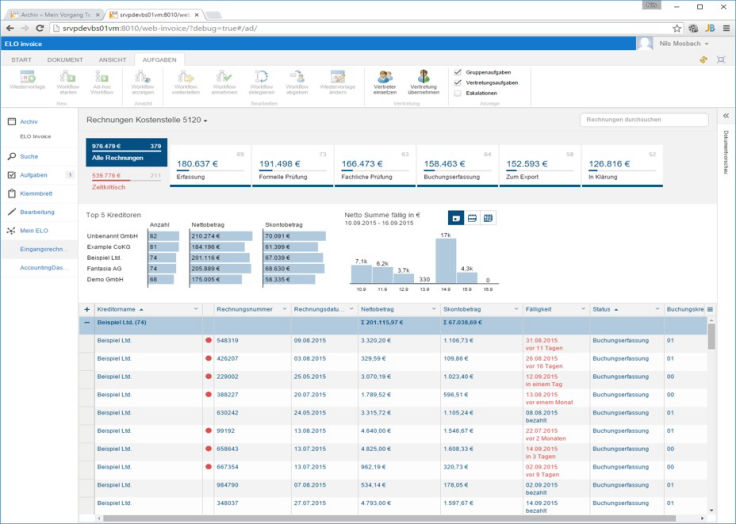 Nilo
Archiv – Mein Vorgang Te
srvpdevbs01vm:8010/web
srvpdevbs01vm:8010/web-invoice/?debug=true#/ad/
ELO invoice
Nils Mosbach
START DOKUMENT ANSICHT AUFGABEN
Wiedervorlage
Workflow starten
Ad-hoc Workflow
Workflow anzeigen
Workflow weiterleiten
Workflow annehmen
Workflow delegieren
Workflow abgeben
Wiedervorlage ändern
Vertreter einsetzen
Vertretung übernehmen
Gruppenaufgaben
Vertretungsaufgaben
Eskalationen
Neu Ansicht Bearbeiten Vertretung Anzeige
Archiv
ELO Invoice
Suche
Aufgaben 1
Klemmbrett
Bearbeitung
Mein ELO
Eingangsrechn...
AccountingDas...
Rechnungen Kostenstelle 5120
Rechnungen durchsuchen
Dokumentvorschau
976.479 € 379
Alle Rechnungen
539.779 € 211
Zeitkritisch
69
180.637 €
Erfassung
73
191.498 €
Formelle Prüfung
63
166.473 €
Fachliche Prüfung
64
158.463 €
Buchungserfassung
59
152.593 €
Zum Export
52
126.816 €
In Klärung
Top 5 Kreditoren
Anzahl Nettobetrag Skontobetrag
Unbenannt GmbH 82 210.274 € 70.091 €
Example CoKG 81 184.198 € 61.399 €
Beispiel Ltd. 74 201.116 € 67.039 €
Fantasia AG 74 205.889 € 68.630 €
Demo GmbH 68 175.005 € 58.335 €
Netto Summe fällig in €
10.09.2015 - 16.09.2015
7,1k 6,2k 3,7k 330 17k 4,3k 0
10.9 11.9 12.9 13.9 14.9 15.9 16.9
Kreditorname Rechnungsnummer Rechnungsdatu... Nettobetrag Skontobetrag Fälligkeit Status Buchungskre
Beispiel Ltd. (74) Σ 201.115,97 € Σ 67.038,69 €
Beispiel Ltd. 548319 09.08.2015 3.320,20 € 1.106,73 € 31.08.2015 Buchungserfassung 01
vor 11 Tagen
Beispiel Ltd. 426207 03.08.2015 329,59 € 109,86 € 26.08.2015 Buchungserfassung 01
vor 16 Tagen
Beispiel Ltd. 229002 25.05.2015 3.070,19 € 1.023,40 € 12.09.2015 Buchungserfassung 00
in einem Tag
Beispiel Ltd. 388227 20.07.2015 1.789,52 € 596,51 € 13.08.2015 Buchungserfassung 00
vor einem Monat
Beispiel Ltd. 630242 24.05.2015 3.315,72 € 1.105,24 € 08.08.2015 Buchungserfassung 01
bezahlt
Beispiel Ltd. 99192 13.08.2015 4.640,00 € 1.546,67 € 22.07.2015 Buchungserfassung 01
vor 2 Monaten
Beispiel Ltd. 658643 13.07.2015 4.825,00 € 1.608,33 € 14.09.2015 Buchungserfassung 00
in 3 Tagen
Beispiel Ltd. 667354 13.07.2015 962,19 € 320,73 € 02.09.2015 Buchungserfassung 00
vor 9 Tagen
Beispiel Ltd. 984790 07.08.2015 534,14 € 178,05 € 02.09.2015 Buchungserfassung 01
bezahlt
Beispiel Ltd. 348037 27.07.2015 4.793,00 € 1.597,67 € 14.09.2015 Buchungserfassung 01
bezahlt